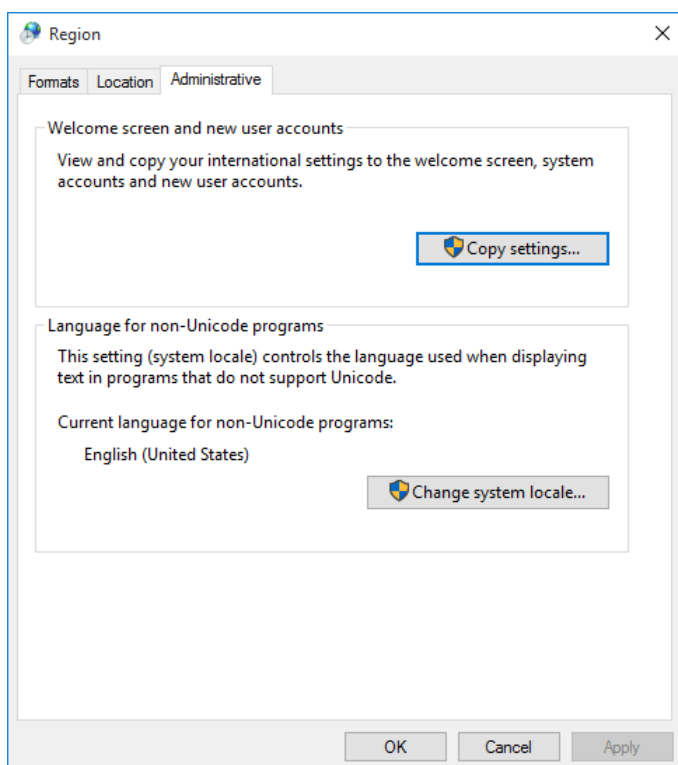 Region
Formats
Location
Administrative
Welcome screen and new user accounts
View and copy your international settings to the welcome screen, system
accounts and new user accounts.
Copy settings...
Language for non-Unicode programs
This setting (system locale) controls the language used when displaying
text in programs that do not support Unicode.
Current language for non-Unicode programs:
English (United States)
Change system locale...
OK
Cancel
Apply